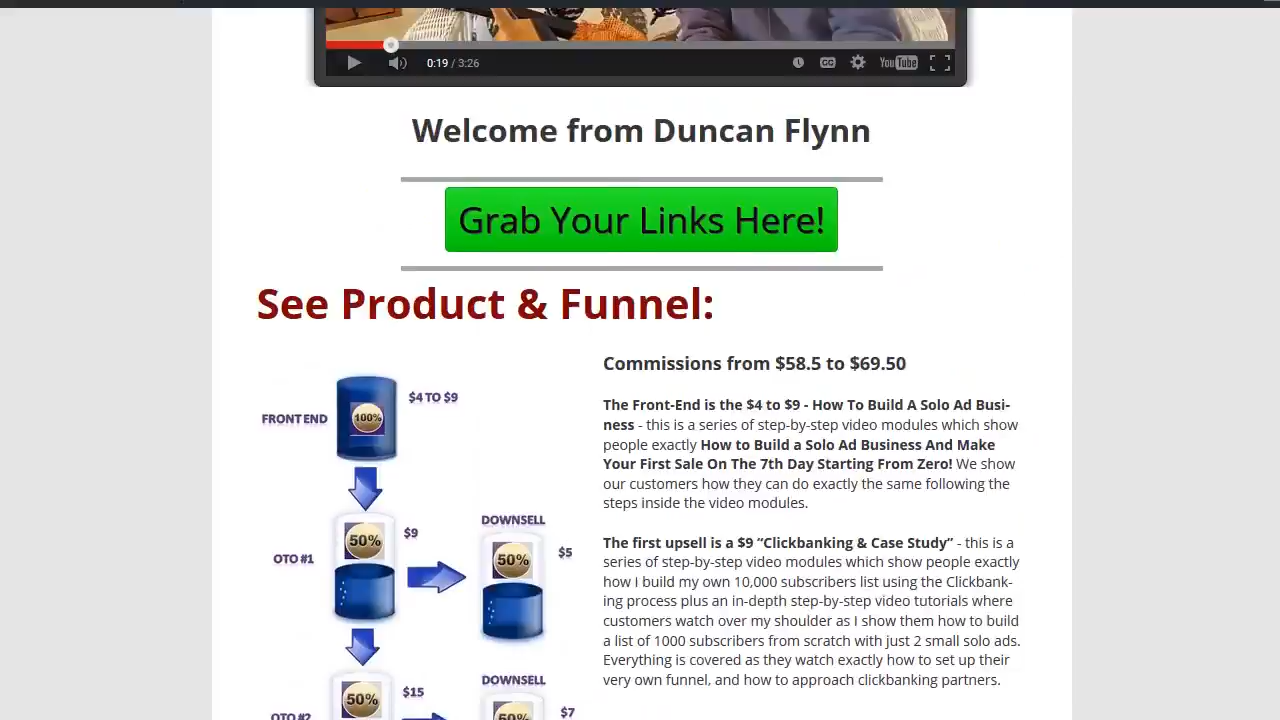 0:19 / 3:26
CC
YouTube
Welcome from Duncan Flynn
Grab Your Links Here!
See Product & Funnel:
Commissions from $58.5 to $69.50
The Front-End is the $4 to $9 - How To Build A Solo Ad Busi-
ness - this is a series of step-by-step video modules which show
people exactly How to Build a Solo Ad Business And Make
Your First Sale On The 7th Day Starting From Zero! We show
our customers how they can do exactly the same following the
steps inside the video modules.
The first upsell is a $9 “Clickbanking & Case Study” - this is a
series of step-by-step video modules which show people exactly
how I build my own 10,000 subscribers list using the Clickbank-
ing process plus an in-depth step-by-step video tutorials where
customers watch over my shoulder as I show them how to build
a list of 1000 subscribers from scratch with just 2 small solo ads.
Everything is covered as they watch exactly how to set up their
very own funnel, and how to approach clickbanking partners.
FRONT END
100%
$4 TO $9
OTO #1
50%
$9
DOWNSELL
50%
$5
OTO #2
50%
$15
DOWNSELL
50%
$7